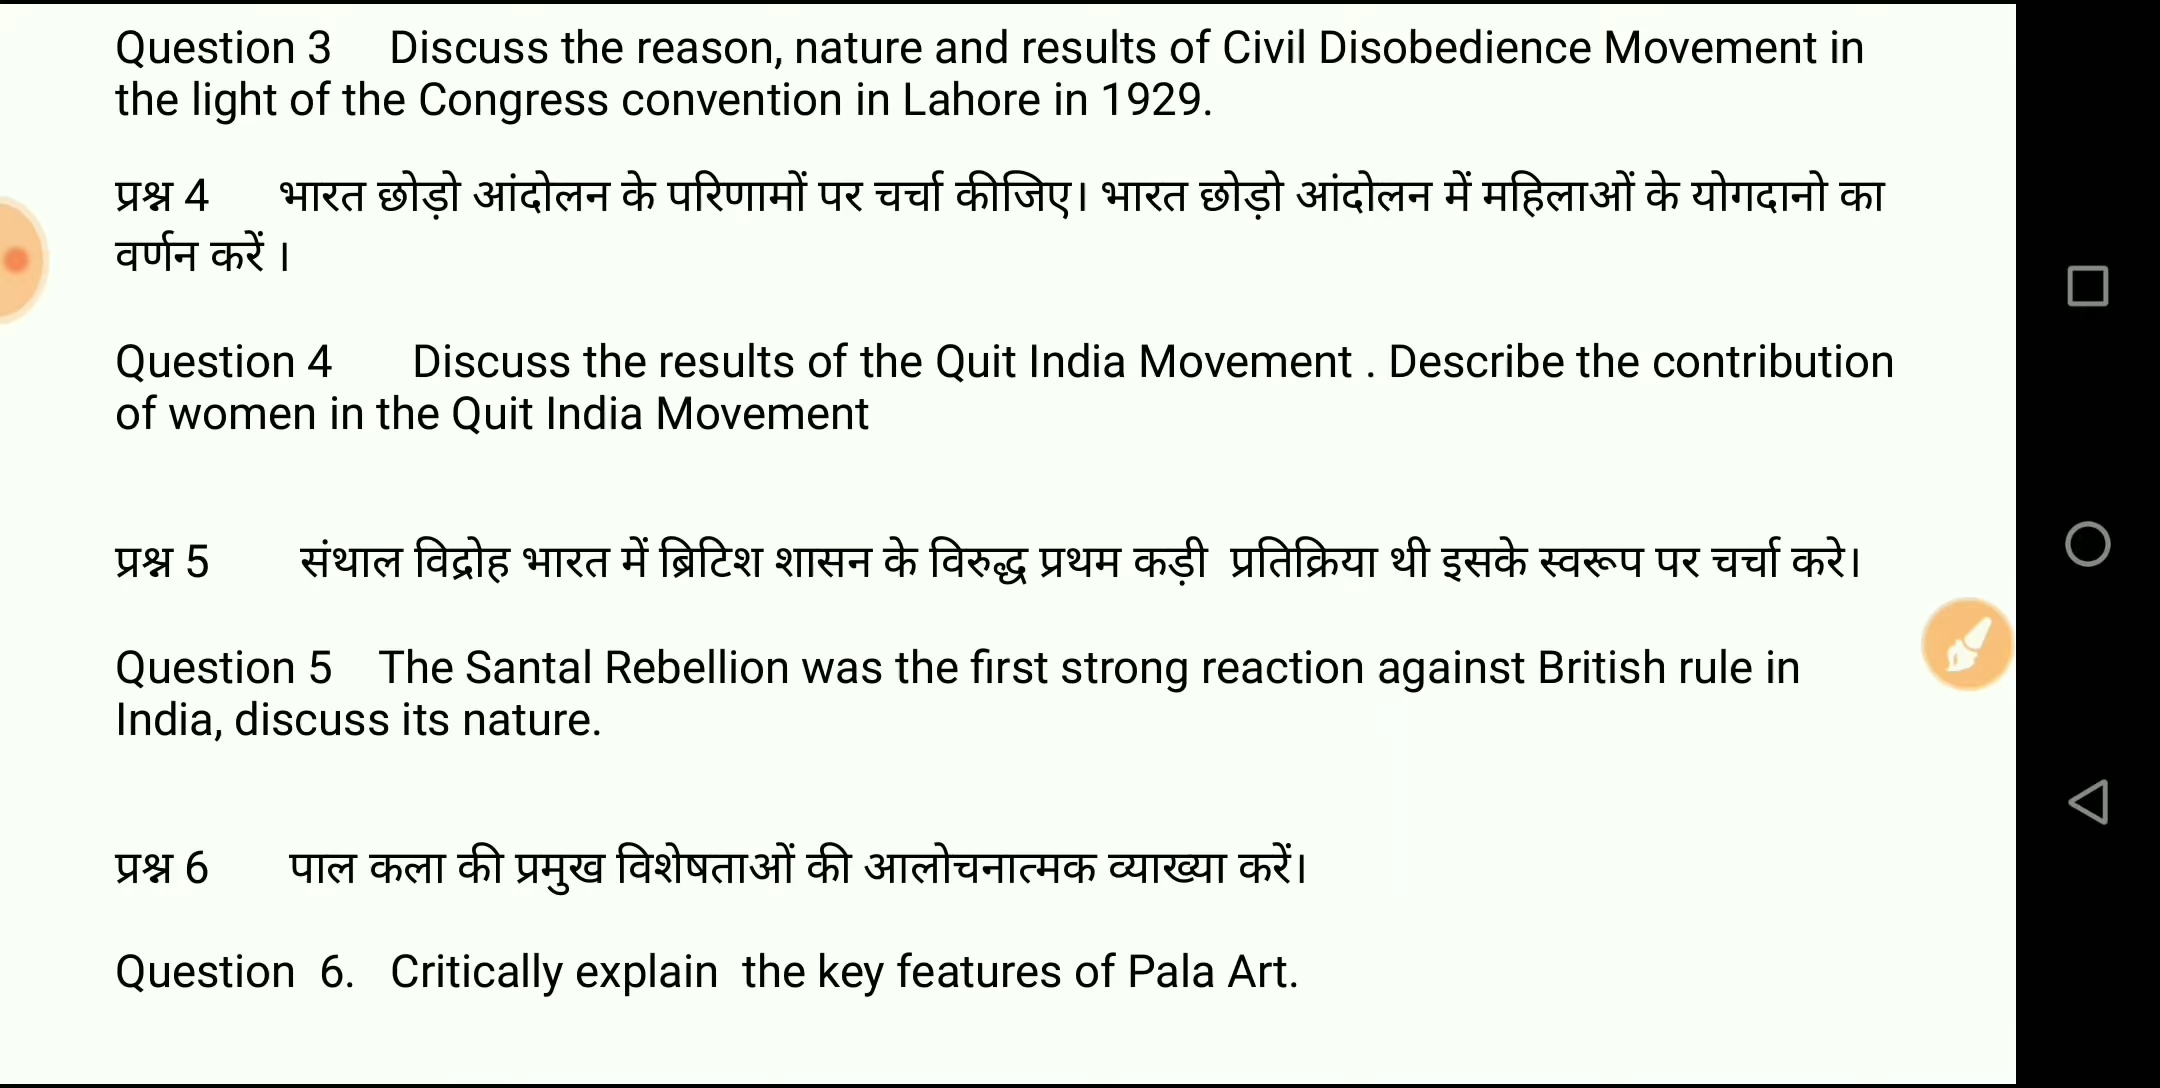 Question 3 Discuss the reason, nature and results of Civil Disobedience Movement in
the light of the Congress convention in Lahore in 1929.
प्रश्न 4 भारत छोड़ो आंदोलन के परिणामों पर चर्चा कीजिए। भारत छोड़ो आंदोलन में महिलाओं के योगदानो का
वर्णन करें ।
Question 4 Discuss the results of the Quit India Movement . Describe the contribution
of women in the Quit India Movement
प्रश्न 5 संथाल विद्रोह भारत में ब्रिटिश शासन के विरुद्ध प्रथम कड़ी प्रतिक्रिया थी इसके स्वरूप पर चर्चा करे।
Question 5 The Santal Rebellion was the first strong reaction against British rule in
India, discuss its nature.
प्रश्न 6 पाल कला की प्रमुख विशेषताओं की आलोचनात्मक व्याख्या करें।
Question 6. Critically explain the key features of Pala Art.